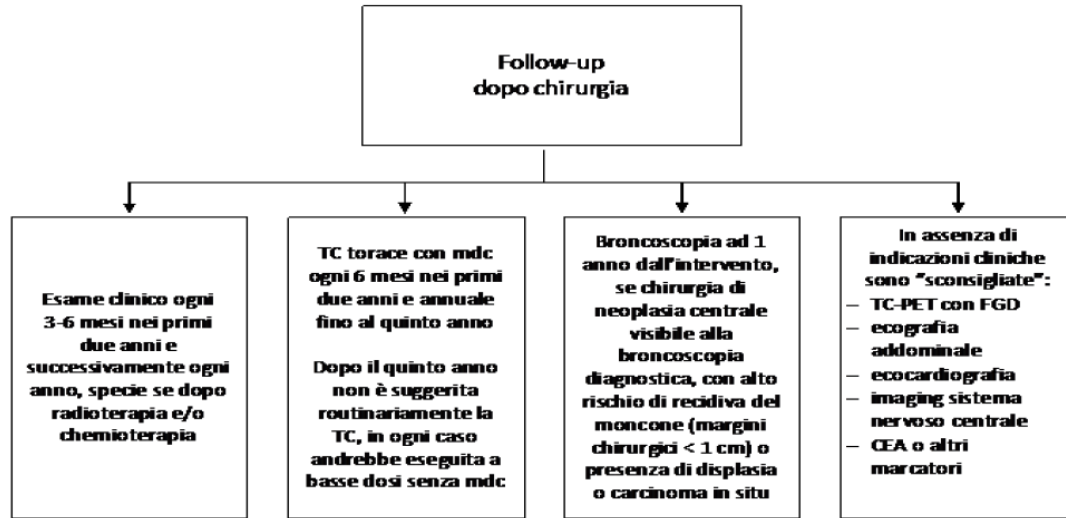 Follow-up
dopo chirurgia
Esame clinico ogni
3-6 mesi nei primi
due anni e
successivamente ogni
anno, specie se dopo
radioterapia e/o
chemioterapia
TC torace con mdc
ogni 6 mesi nei primi
due anni e annuale
fino al quinto anno
Dopo il quinto anno
non è suggerita
routinariamente la
TC, in ogni caso
andrebbe eseguita a
basse dosi senza mdc
Broncoscopia ad 1
anno dall'intervento,
se chirurgia di
neoplasia centrale
visibile alla
broncoscopia
diagnostica, con alto
rischio di recidiva del
moncone (margini
chirurgici < 1 cm) o
presenza di displasia
o carcinoma in situ
In assenza di
indicazioni cliniche
sono "sconsigliate":
– TC-PET con FGD
– ecografia
addominale
– ecocardiografia
– imaging sistema
nervoso centrale
– CEA o altri
marcatori